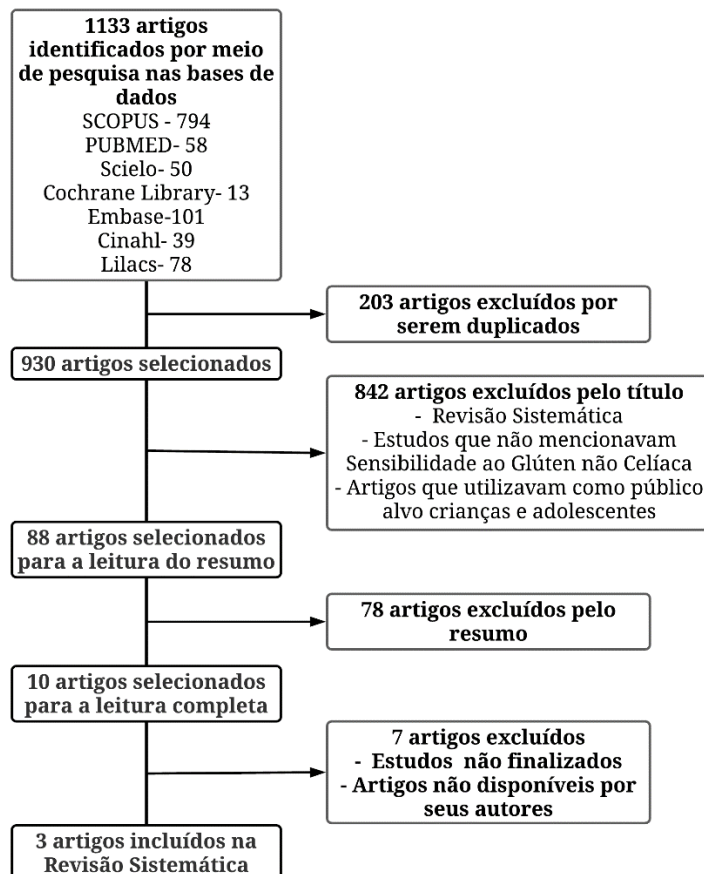 1133 artigos
identificados por meio
de pesquisa nas bases de
dados
SCOPUS - 794
PUBMED- 58
Scielo- 50
Cochrane Library- 13
Embase-101
Cinahl- 39
Lilacs- 78
203 artigos excluídos por
serem duplicados
930 artigos selecionados
842 artigos excluídos pelo título
- Revisão Sistemática
- Estudos que não mencionavam
Sensibilidade ao Glúten não Celíaca
- Artigos que utilizavam como público
alvo crianças e adolescentes
88 artigos selecionados
para a leitura do resumo
78 artigos excluídos pelo
resumo
10 artigos selecionados
para a leitura completa
7 artigos excluídos
- Estudos não finalizados
- Artigos não disponíveis por
seus autores
3 artigos incluídos na
Revisão Sistemática